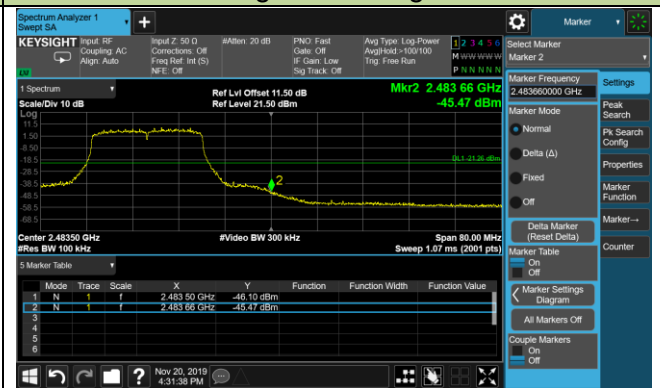 Spectrum Analyzer 1
Swept SA
KEYSIGHT
Input: RF
Coupling: AC
Align: Auto
Input Z: 50 Ω
Corrections: Off
Freq Ref: Int (S)
NFE: Off
#Atten: 20 dB
PNO: Fast
Gate: Off
IF Gain: Low
Sig Track: Off
Avg Type: Log-Power
Avg|Hold:>100/100
Trig: Free Run
1 2 3 4 5 6
M W W W W W
P N N N N N
1 Spectrum
Scale/Div 10 dB
Ref Lvl Offset 11.50 dB
Ref Level 21.50 dBm
Mkr2 2.483 66 GHz
-45.47 dBm
Log
11.5
1.50
-8.50
-18.5
-28.5
-38.5
-48.5
-58.5
-68.5
DL1 -21.26 dBm
2
Center 2.48350 GHz
#Res BW 100 kHz
#Video BW 300 kHz
Span 80.00 MHz
Sweep 1.07 ms (2001 pts)
5 Marker Table
Mode Trace Scale X Y Function Function Width Function Value
1 N 1 f 2.483 50 GHz -46.10 dBm
2 N 1 f 2.483 66 GHz -45.47 dBm
3
4
5
6
Nov 20, 2019
4:31:38 PM
Marker
Select Marker
Marker 2
Marker Frequency
2.483660000 GHz
Marker Mode
Normal
Delta (Δ)
Fixed
Off
Delta Marker
(Reset Delta)
Marker Table
On
Off
Marker Settings
Diagram
All Markers Off
Couple Markers
On
Off
Settings
Peak
Search
Pk Search
Config
Properties
Marker
Function
Marker→
Counter